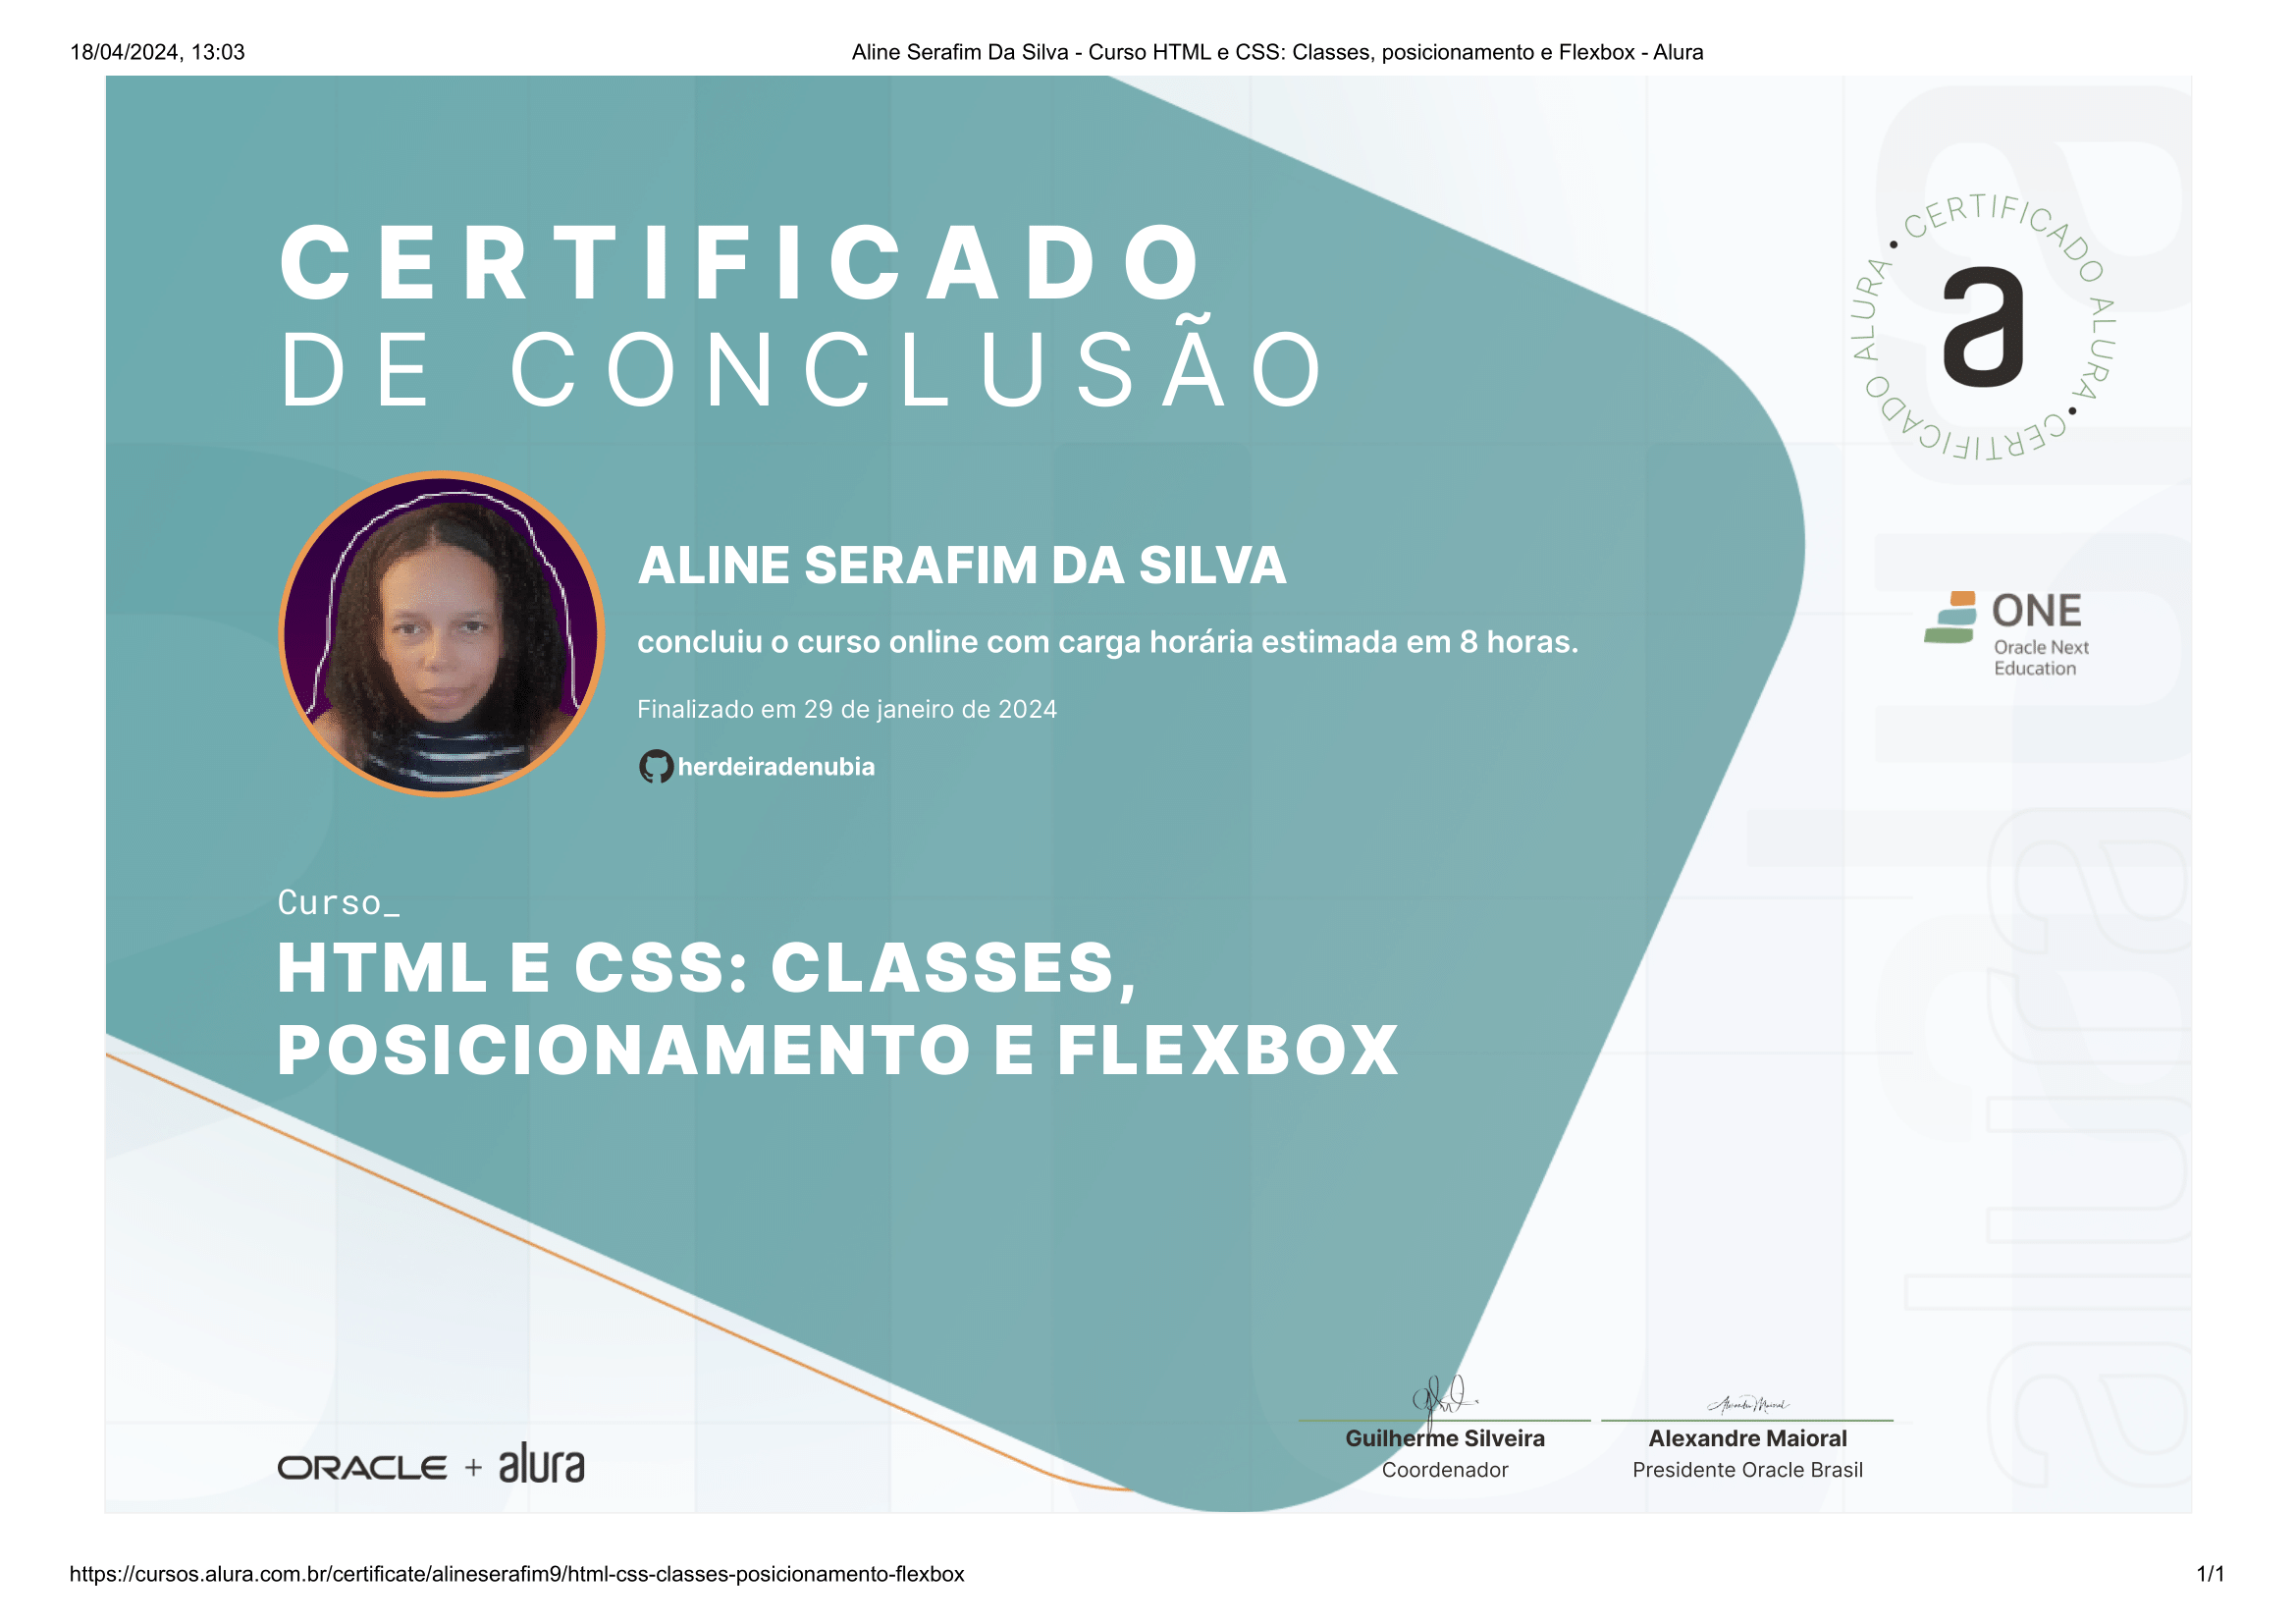 18/04/2024, 13:03
Aline Serafim Da Silva - Curso HTML e CSS: Classes, posicionamento e Flexbox - Alura
CERTIFICADO
DE CONCLUSÃO
• CERTIFICADO ALURA • CERTIFICADO ALURA
a
ALINE SERAFIM DA SILVA
concluiu o curso online com carga horária estimada em 8 horas.
Finalizado em 29 de janeiro de 2024
herdeiradenubia
ONE
Oracle Next
Education
Curso_
HTML E CSS: CLASSES,
POSICIONAMENTO E FLEXBOX
alura
alura
Guilherme Silveira
Coordenador
Alexandre Maioral
Presidente Oracle Brasil
ORACLE + alura
https://cursos.alura.com.br/certificate/alineserafim9/html-css-classes-posicionamento-flexbox
1/1